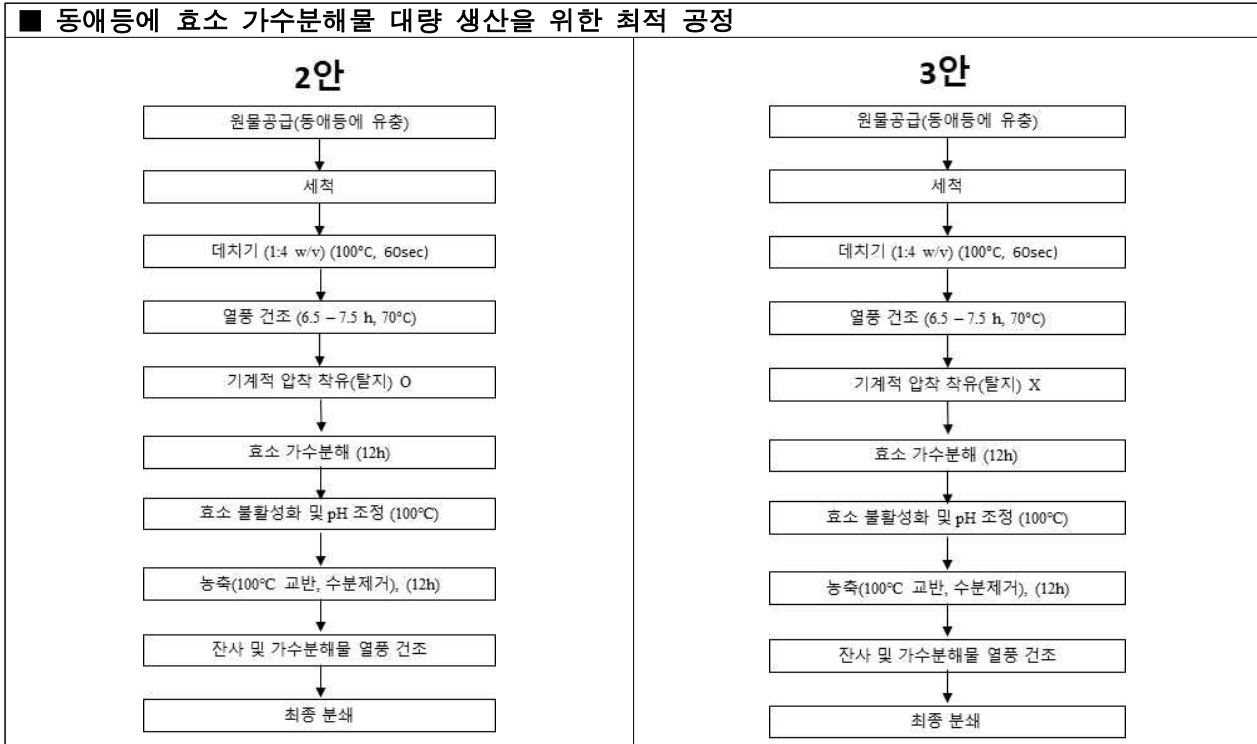 ■ 동애등에 효소 가수분해물 대량 생산을 위한 최적 공정
2안
원물공급(동애등에 유충)
세척
데치기 (1:4 w/v) (100°C, 60sec)
열풍 건조 (6.5 – 7.5 h, 70°C)
기계적 압착 착유(탈지) O
효소 가수분해 (12h)
효소 불활성화 및 pH 조정 (100℃)
농축(100℃ 교반, 수분제거), (12h)
잔사 및 가수분해물 열풍 건조
최종 분쇄
3안
원물공급(동애등에 유충)
세척
데치기 (1:4 w/v) (100°C, 60sec)
열풍 건조 (6.5 – 7.5 h, 70°C)
기계적 압착 착유(탈지) X
효소 가수분해 (12h)
효소 불활성화 및 pH 조정 (100℃)
농축(100℃ 교반, 수분제거), (12h)
잔사 및 가수분해물 열풍 건조
최종 분쇄